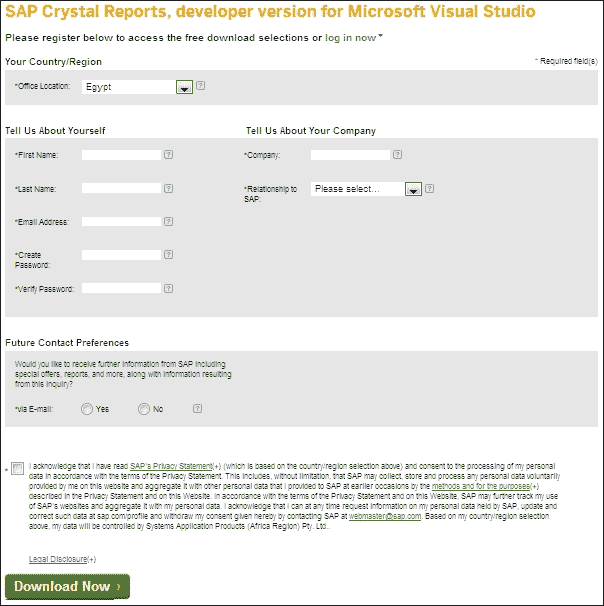 SAP Crystal Reports, developer version for Microsoft Visual Studio
Please register below to access the free download selections or log in now
Your Country/Region
* Required field(s)
*Office Location: Egypt ?
Tell Us About Yourself
Tell Us About Your Company
*First Name: ?
*Company: ?
*Last Name: ?
*Relationship to SAP: Please select... ?
*Email Address: ?
*Create
Password: ?
*Verify Password: ?
Future Contact Preferences
Would you like to receive further information from SAP including
special offers, reports, and more, along with information resulting
from this inquiry?
*via E-mail: Yes No ?
* I acknowledge that I have read SAP's Privacy Statement(+) (which is based on the country/region selection above) and consent to the processing of my personal
data in accordance with the terms of the Privacy Statement. This includes, without limitation, that SAP may collect, store and process any personal data voluntarily
provided by me on this website and aggregate it with other personal data that I provided to SAP at earlier occasions by the methods and for the purposes(+)
described in the Privacy Statement and on this Website. In accordance with the terms of the Privacy Statement and on this Website, SAP may further track my use
of SAP's websites and aggregate it with my personal data. I acknowledge that I can at any time request information on my personal data held by SAP, update and
correct such data at sap.com/profile and withdraw my consent given hereby by contacting SAP at webmaster@sap.com. Based on my country/region selection
above, my data will be controlled by Systems Application Products (Africa Region) Pty. Ltd..
Legal Disclosure(+)
Download Now ›